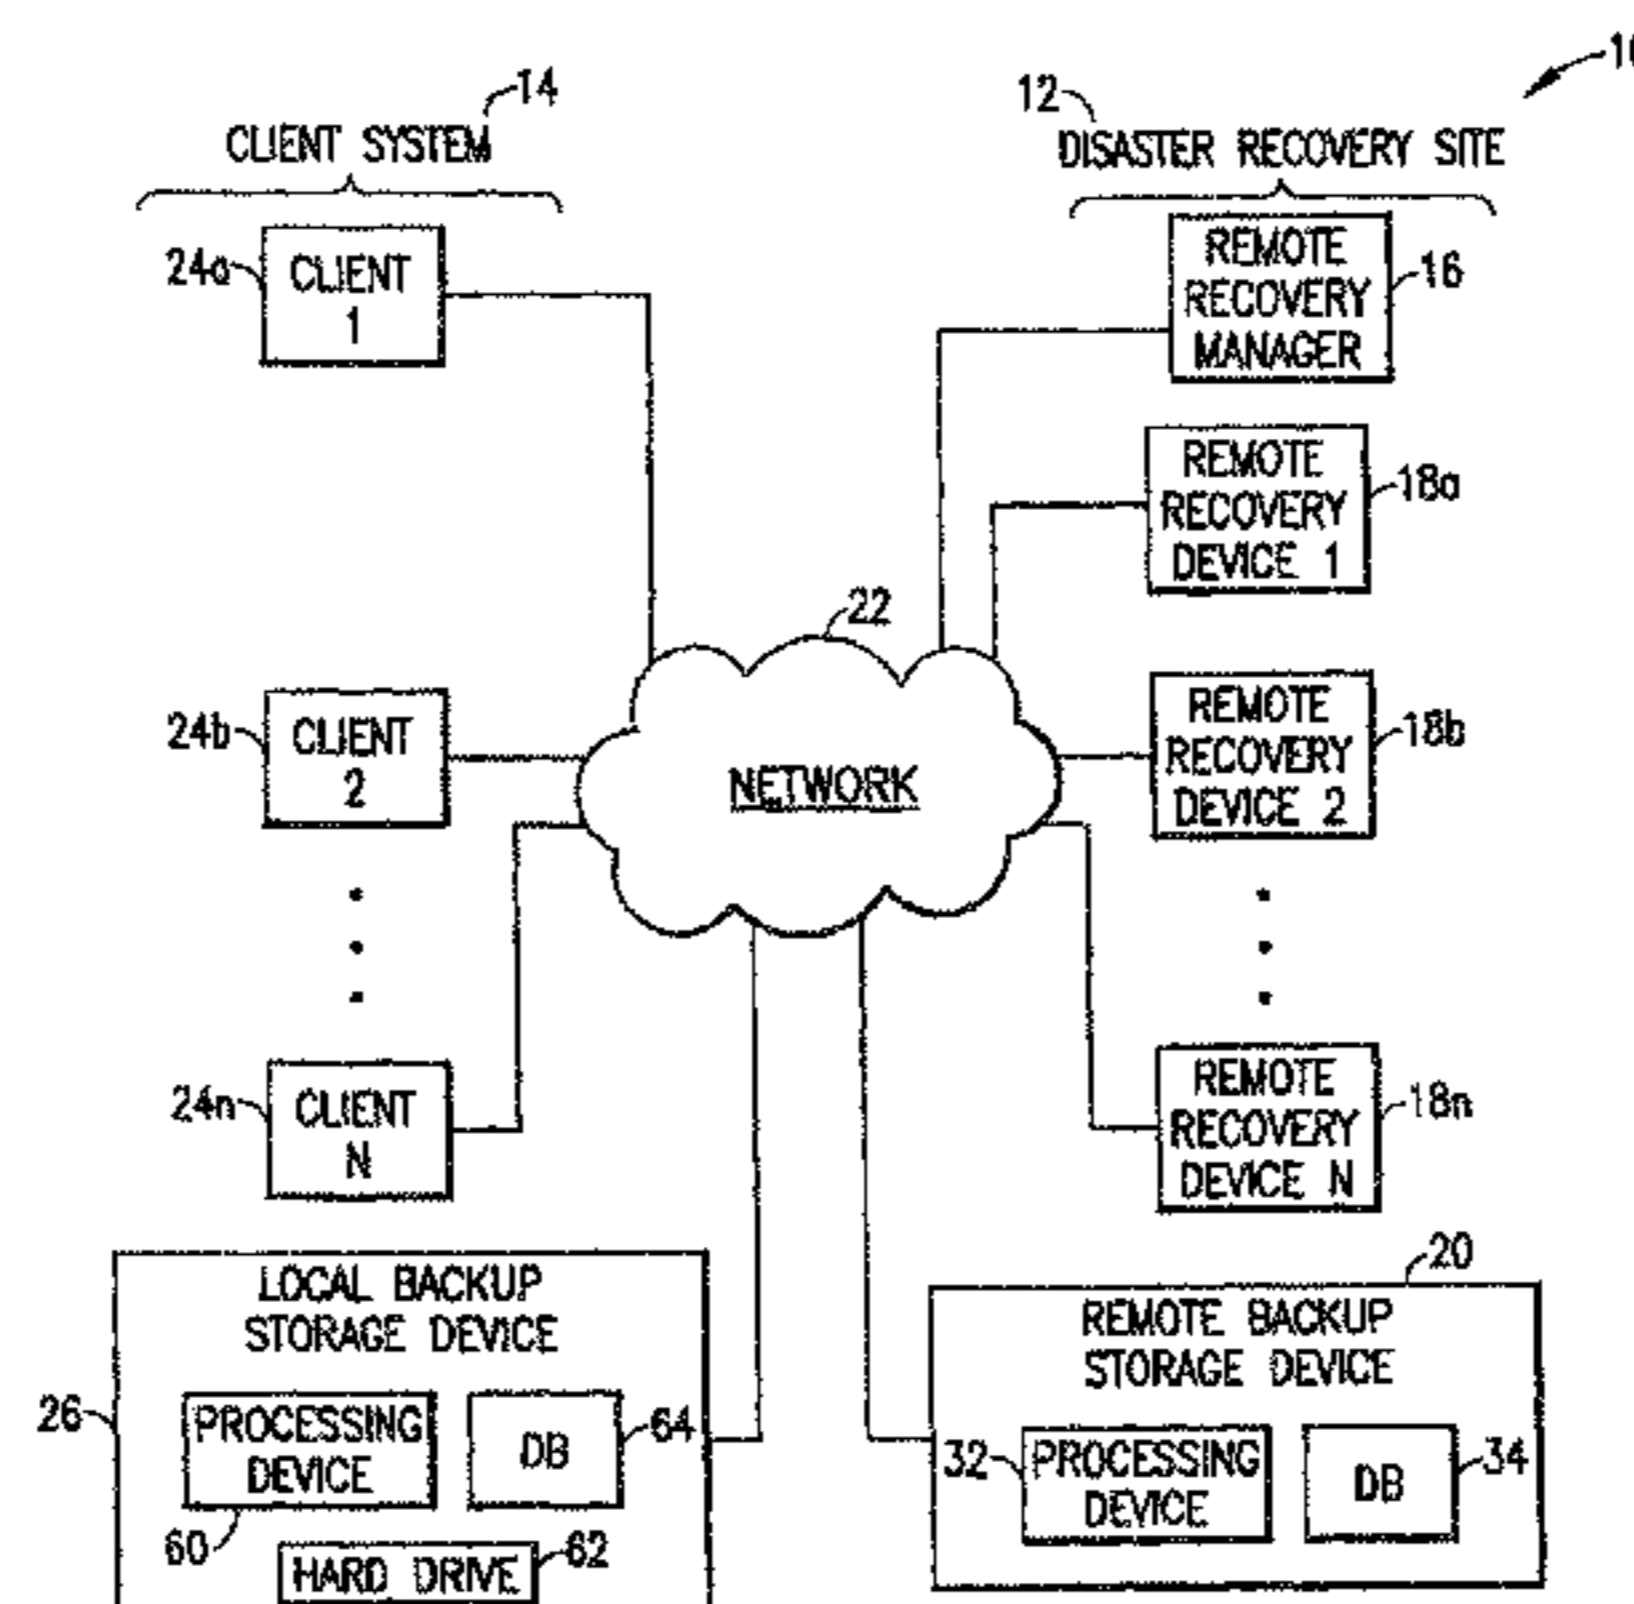 14
CLIENT SYSTEM
24a
CLIENT
1
24b
CLIENT
2
24n
CLIENT
N
12
DISASTER RECOVERY SITE
REMOTE
RECOVERY
MANAGER
16
REMOTE
RECOVERY
DEVICE 1
18a
REMOTE
RECOVERY
DEVICE 2
18b
REMOTE
RECOVERY
DEVICE N
18n
22
NETWORK
LOCAL BACKUP
STORAGE DEVICE
26
PROCESSING
DEVICE
60
DB
64
HARD DRIVE
62
20
REMOTE BACKUP
STORAGE DEVICE
32
PROCESSING
DEVICE
DB
34